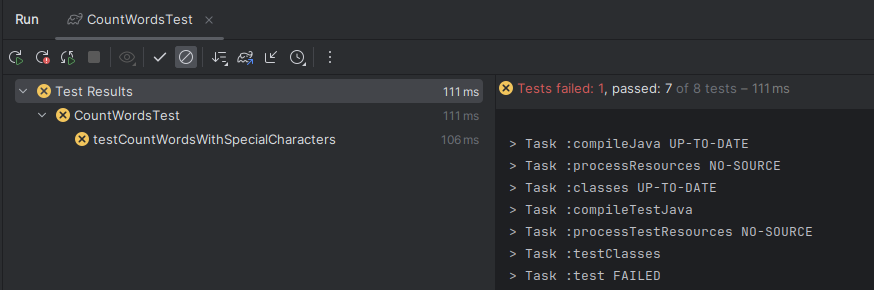 Run CountWordsTest
Test Results 111 ms
CountWordsTest 111 ms
testCountWordsWithSpecialCharacters 106 ms
Tests failed: 1, passed: 7 of 8 tests – 111 ms
> Task :compileJava UP-TO-DATE
> Task :processResources NO-SOURCE
> Task :classes UP-TO-DATE
> Task :compileTestJava
> Task :processTestResources NO-SOURCE
> Task :testClasses
> Task :test FAILED